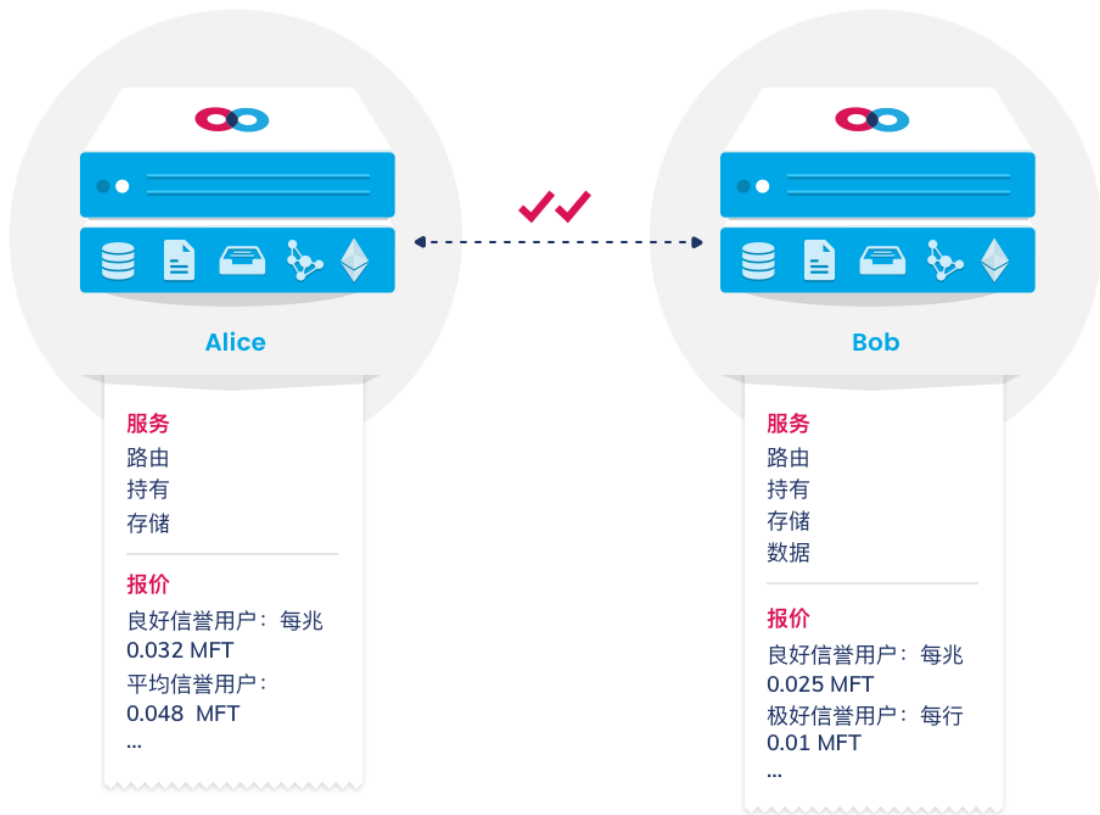 Alice
服务
路由
持有
存储
报价
良好信誉用户：每兆
0.032 MFT
平均信誉用户：
0.048 MFT
...
Bob
服务
路由
持有
存储
数据
报价
良好信誉用户：每兆
0.025 MFT
极好信誉用户：每行
0.01 MFT
...